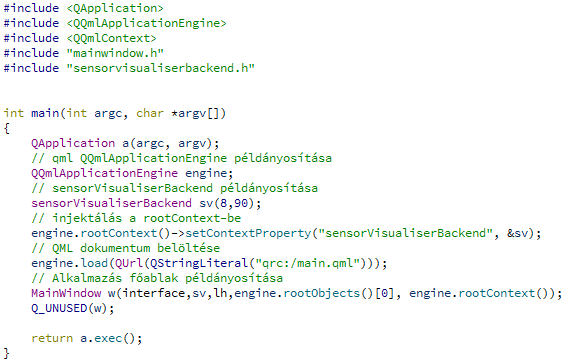 #include <QApplication>
#include <QQmlApplicationEngine>
#include <QQmlContext>
#include "mainwindow.h"
#include "sensorvisualiserbackend.h"
int main(int argc, char *argv[])
{
QApplication a(argc, argv);
// qml QQmlApplicationEngine példányosítása
QQmlApplicationEngine engine;
// sensorVisualiserBackend példányosítása
sensorVisualiserBackend sv(8,90);
// injektálás a rootContext-be
engine.rootContext()->setContextProperty("sensorVisualiserBackend", &sv);
// QML dokumentum belöltése
engine.load(QUrl(QStringLiteral("qrc:/main.qml")));
// Alkalmazás főablak példányosítása
MainWindow w(interface,sv,lh,engine.rootObjects()[0], engine.rootContext());
Q_UNUSED(w);
return a.exec();
}